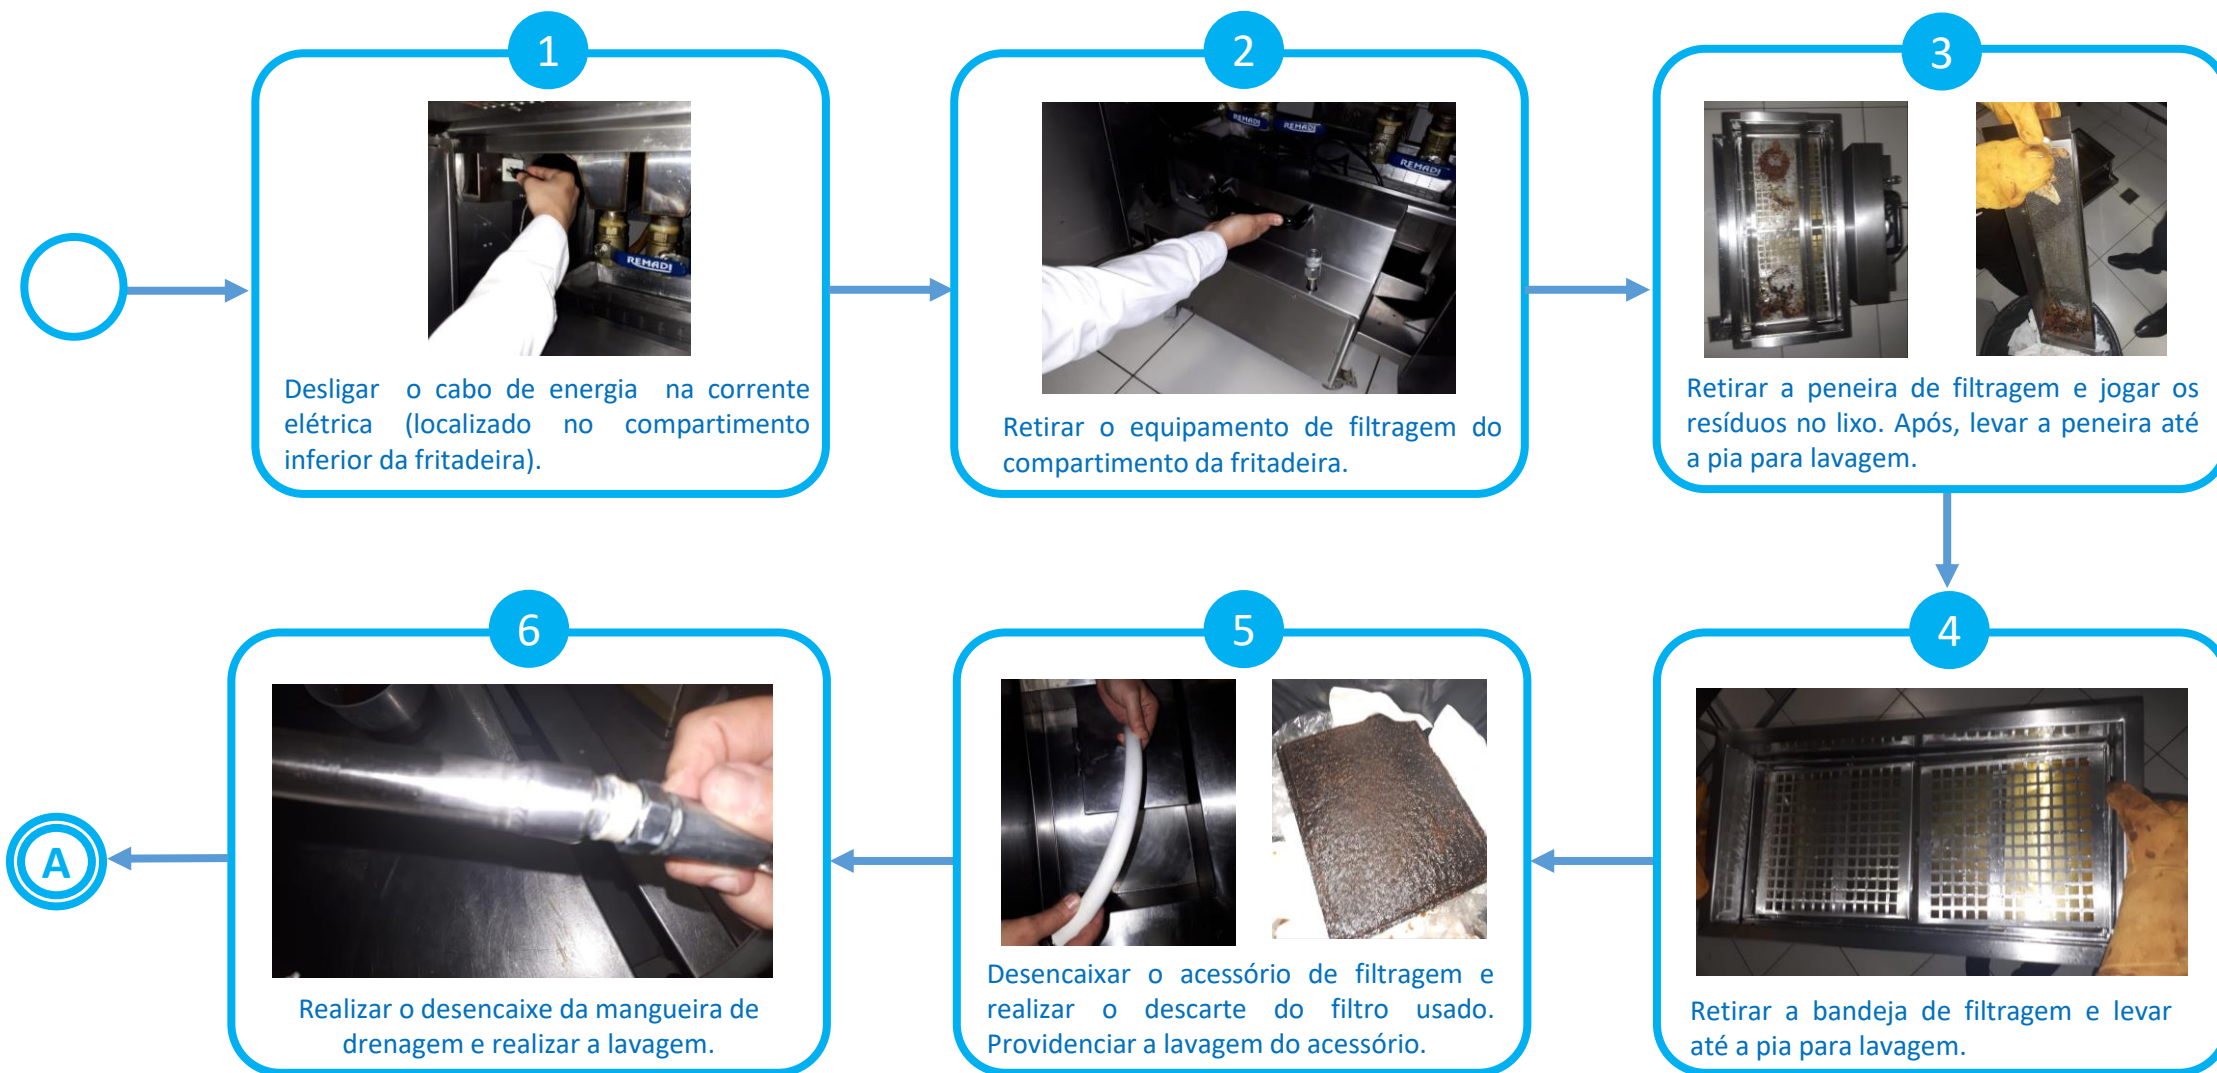 1
REMADI
Desligar o cabo de energia na corrente
elétrica (localizado no compartimento
inferior da fritadeira).
2
REMADI
REMADI
REMADI
Retirar o equipamento de filtragem do
compartimento da fritadeira.
3
Retirar a peneira de filtragem e jogar os
resíduos no lixo. Após, levar a peneira até
a pia para lavagem.
4
Retirar a bandeja de filtragem e levar
até a pia para lavagem.
5
Desencaixar o acessório de filtragem e
realizar o descarte do filtro usado.
Providenciar a lavagem do acessório.
6
Realizar o desencaixe da mangueira de
drenagem e realizar a lavagem.
A